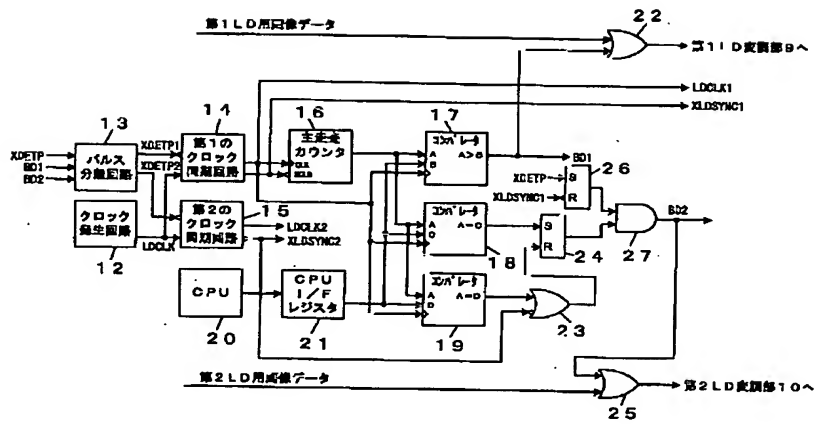 第1LD用画像データ
22
第1LD変調部9へ
LDCLK1
XLDSYNC1
13
14
16
17
XDETP
BD1
BD2
パルス
分離回路
XDETP1
XDETP2
第1の
クロック
同期回路
主走査
カウンタ
CLK
コンパレータ
A
B
A>B
BD1
26
XDETP
XLDSYNC1
S
R
クロック
発生回路
LDCLK
12
第2の
クロック
同期回路
15
LDCLK2
XLDSYNC2
コンパレータ
18
S
R
24
27
BD2
CPU
20
CPU
I/F
レジスタ
21
コンパレータ
A
19
23
第2LD用画像データ
25
第2LD変調部10へ